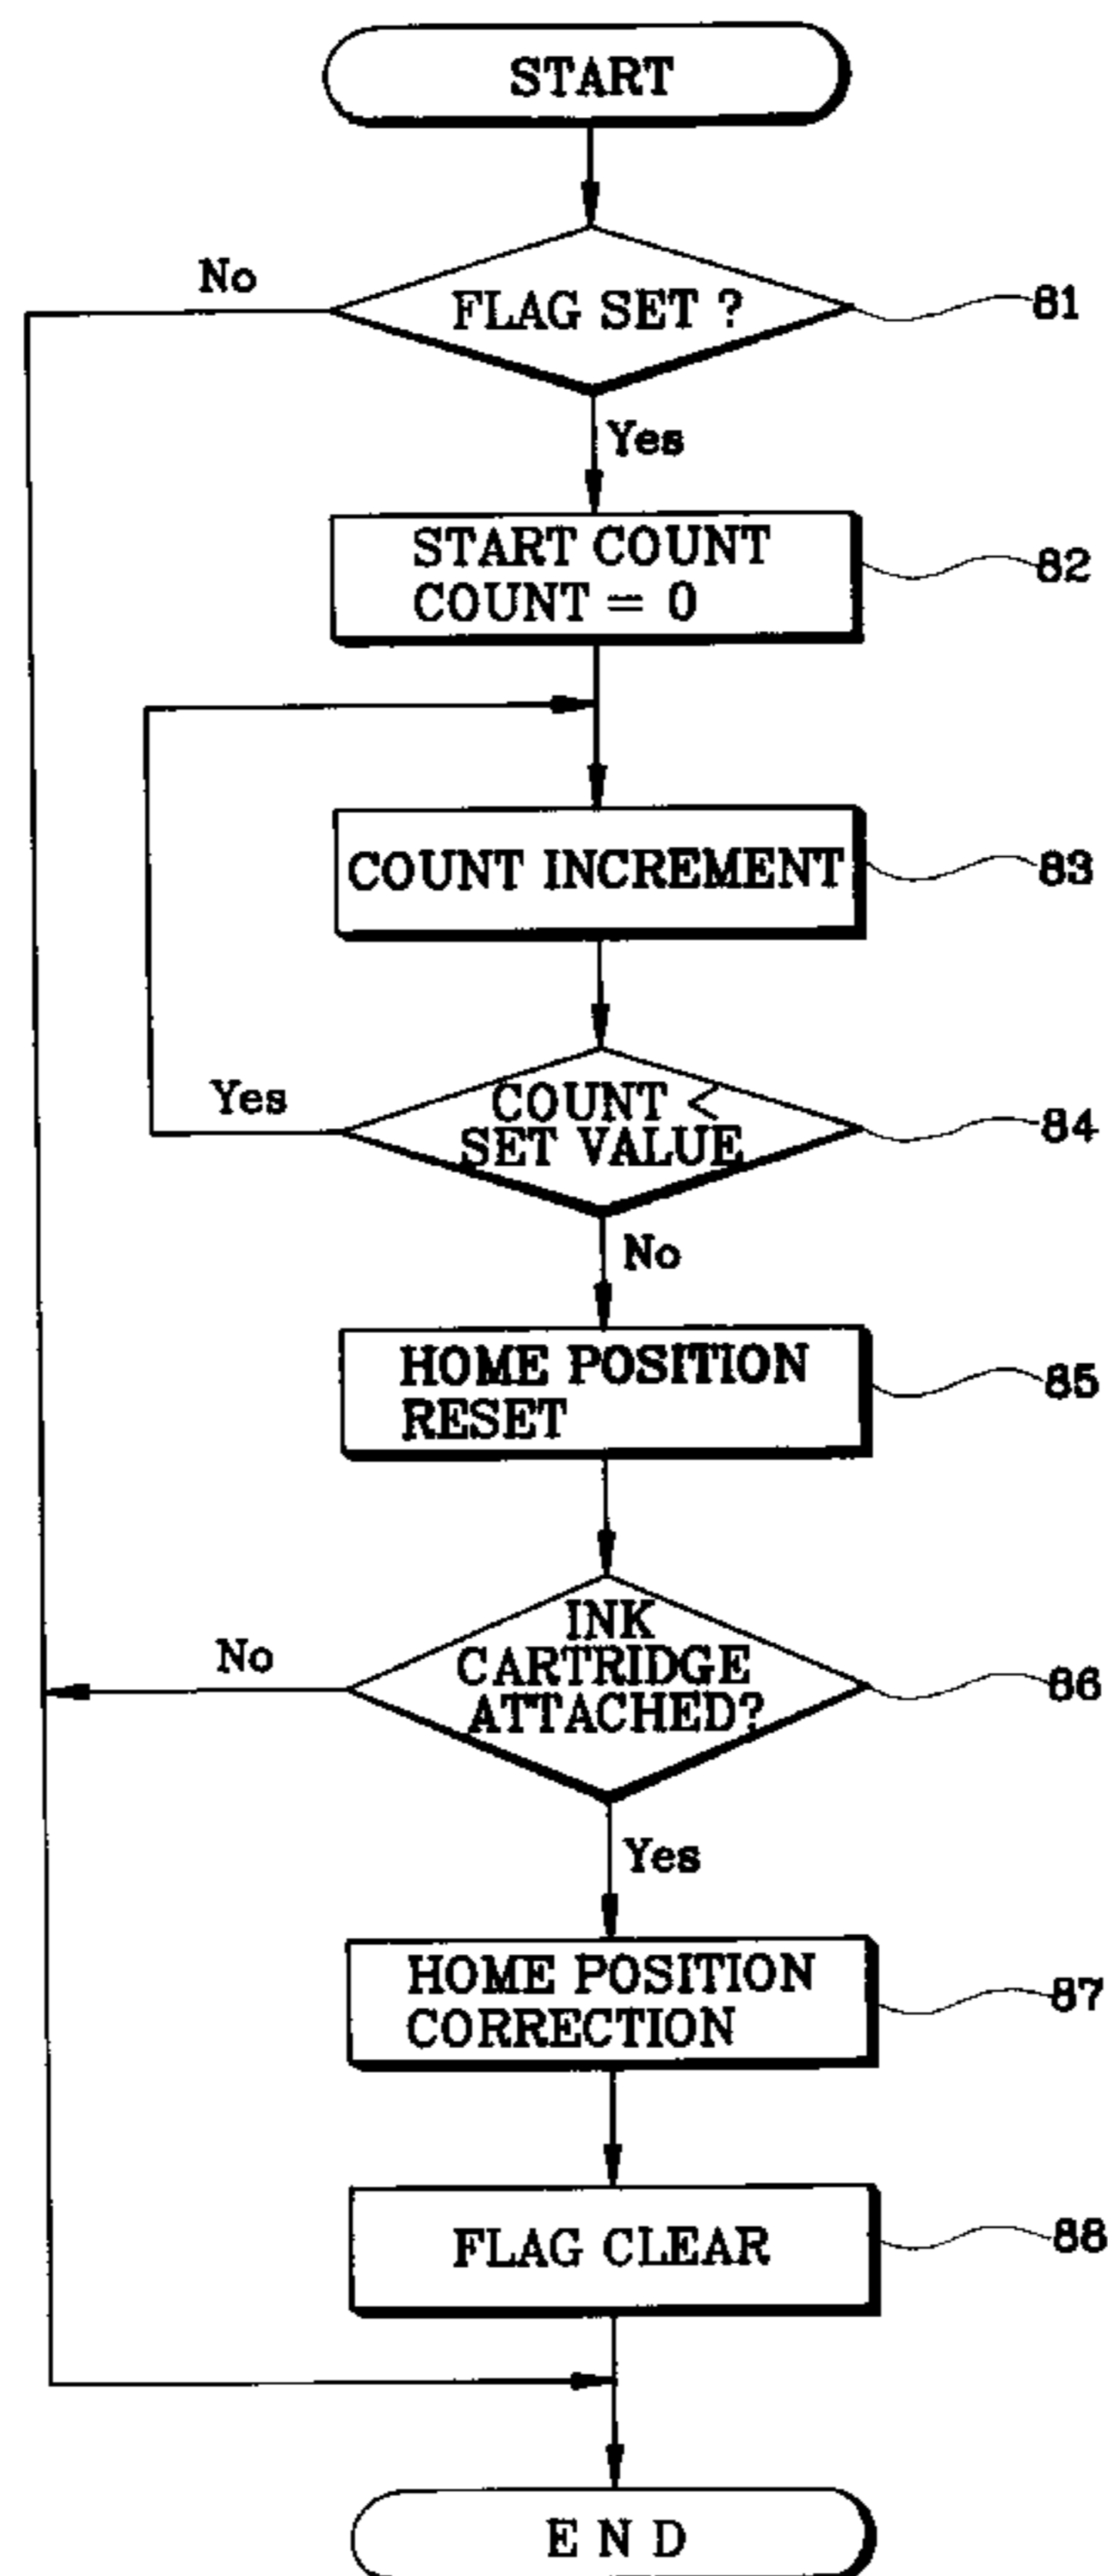 START
No
FLAG SET ?
81
Yes
START COUNT
COUNT = 0
82
COUNT INCREMENT
83
Yes
COUNT <
SET VALUE
84
No
HOME POSITION
RESET
85
No
INK
CARTRIDGE
ATTACHED?
86
Yes
HOME POSITION
CORRECTION
87
FLAG CLEAR
88
E N D